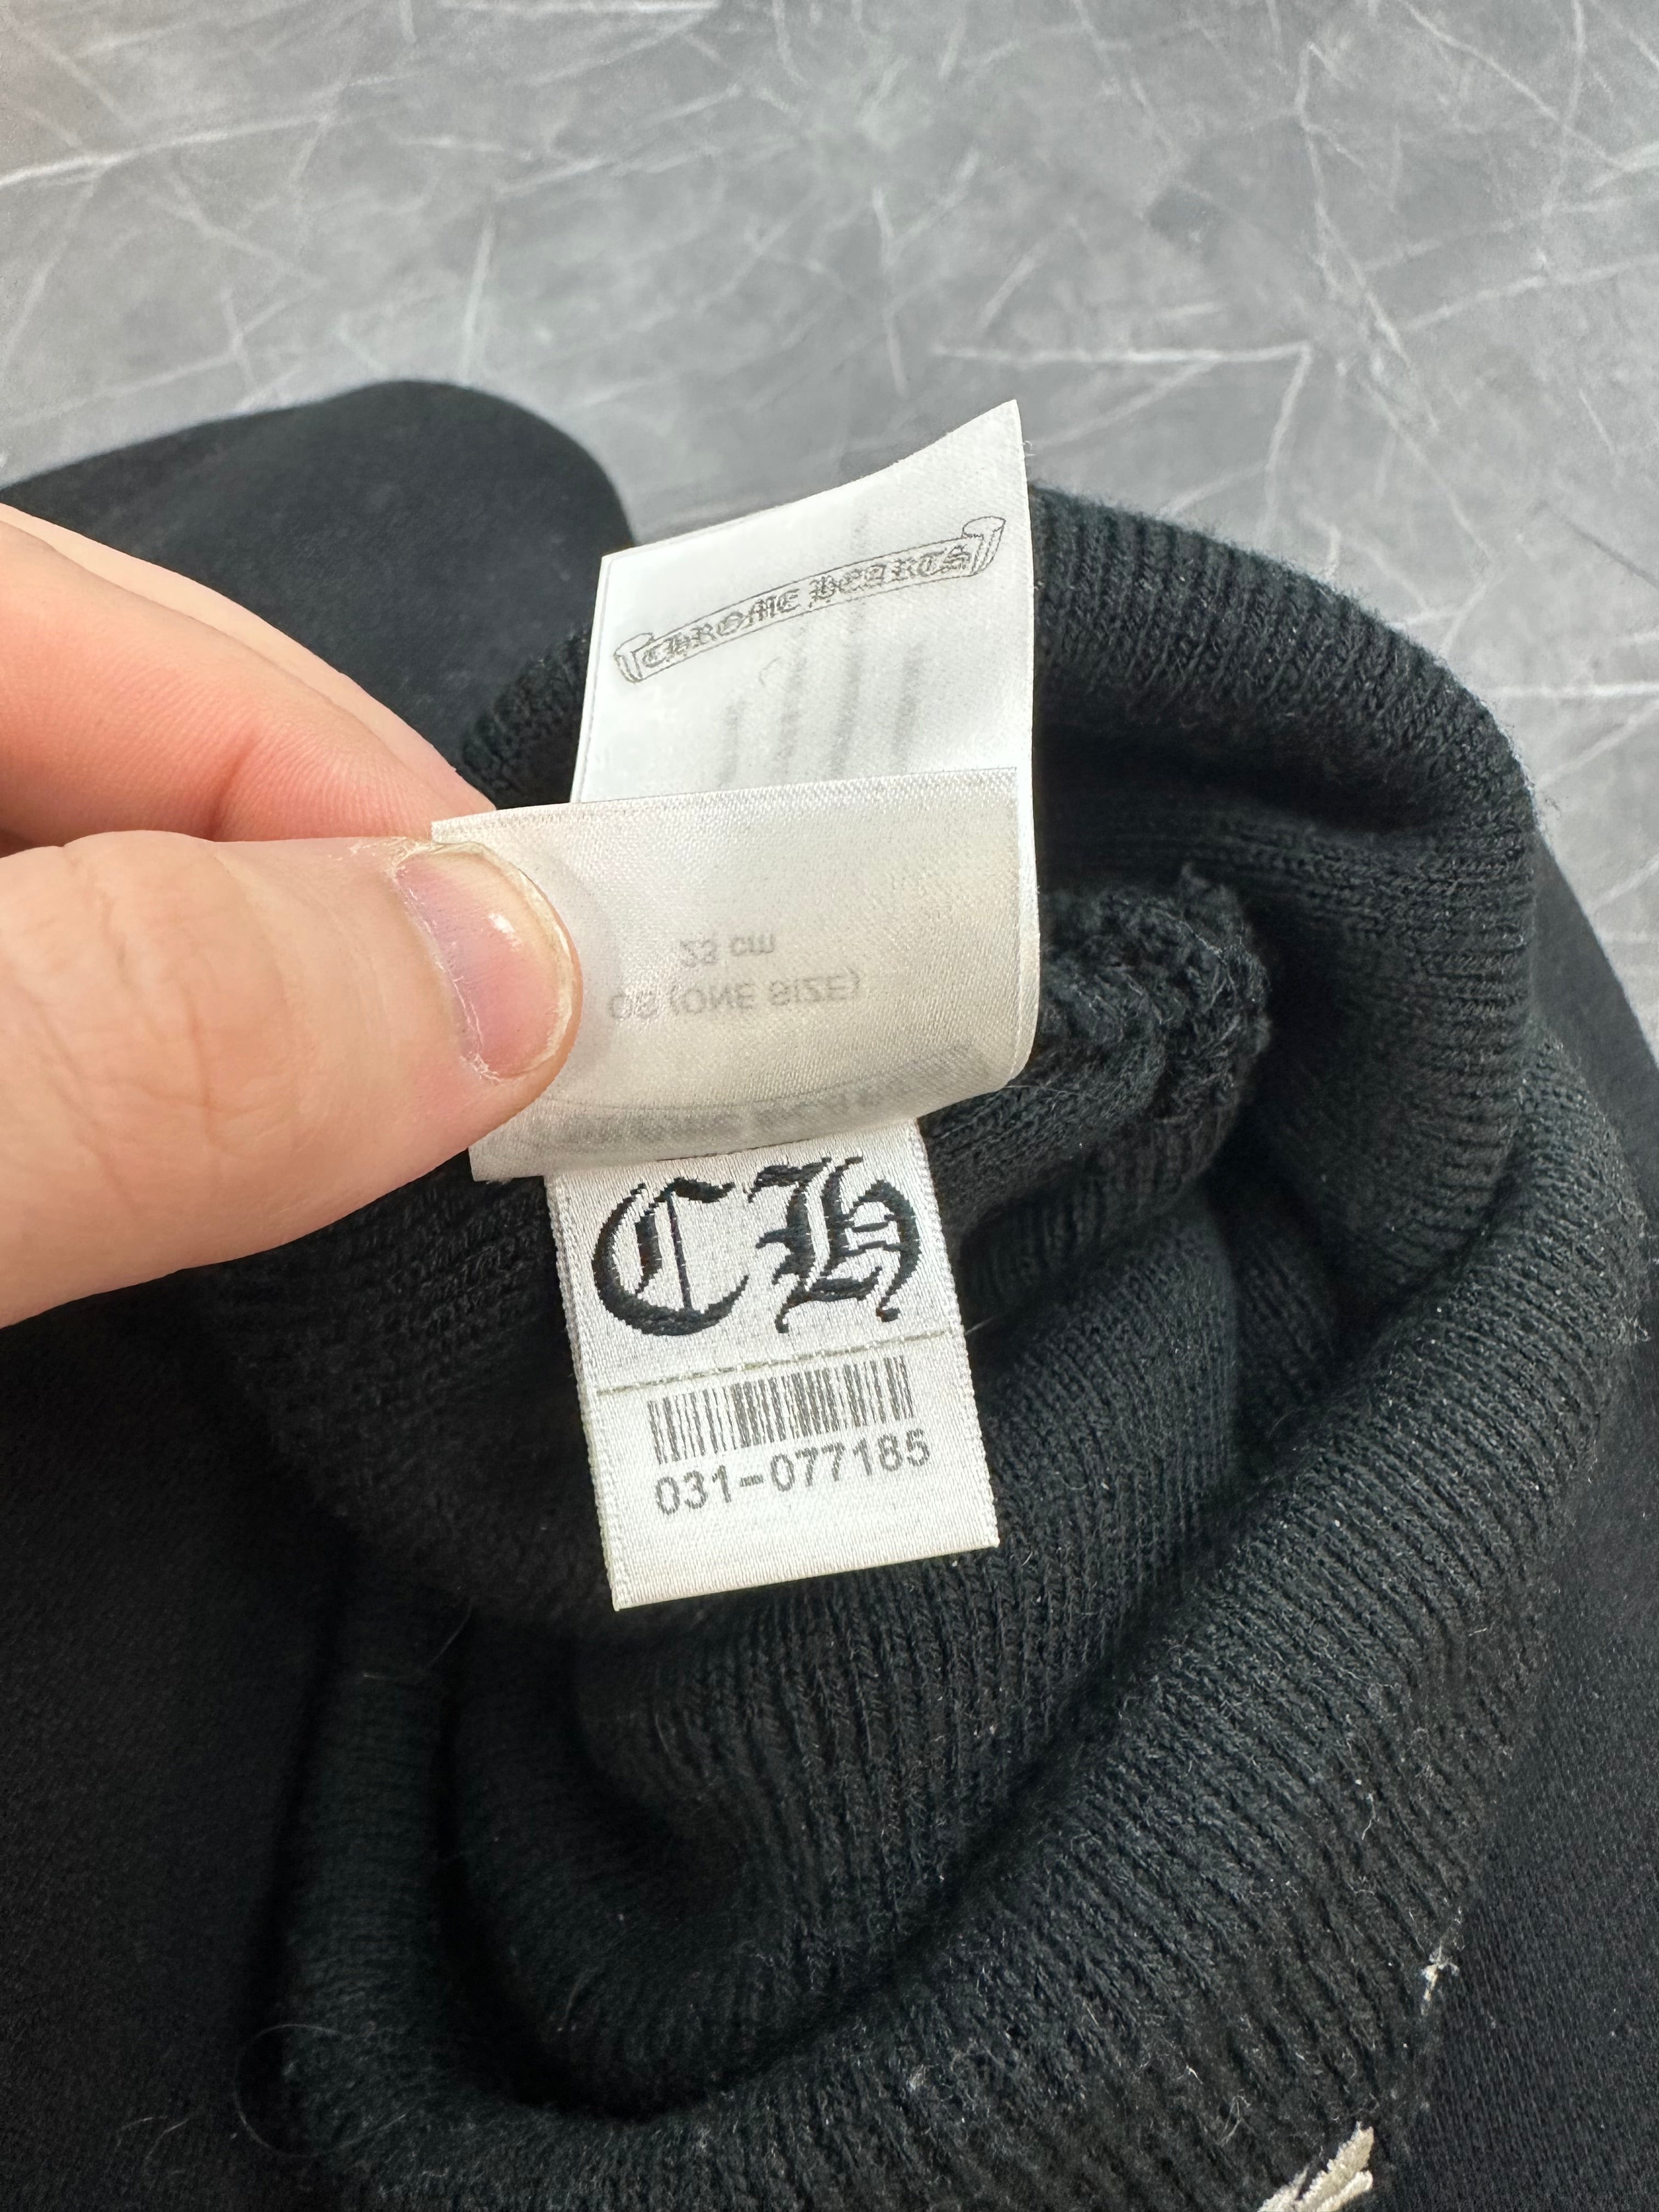 CHROME HEARTS
23 cm
OS (ONE SIZE)
CH
031-077185